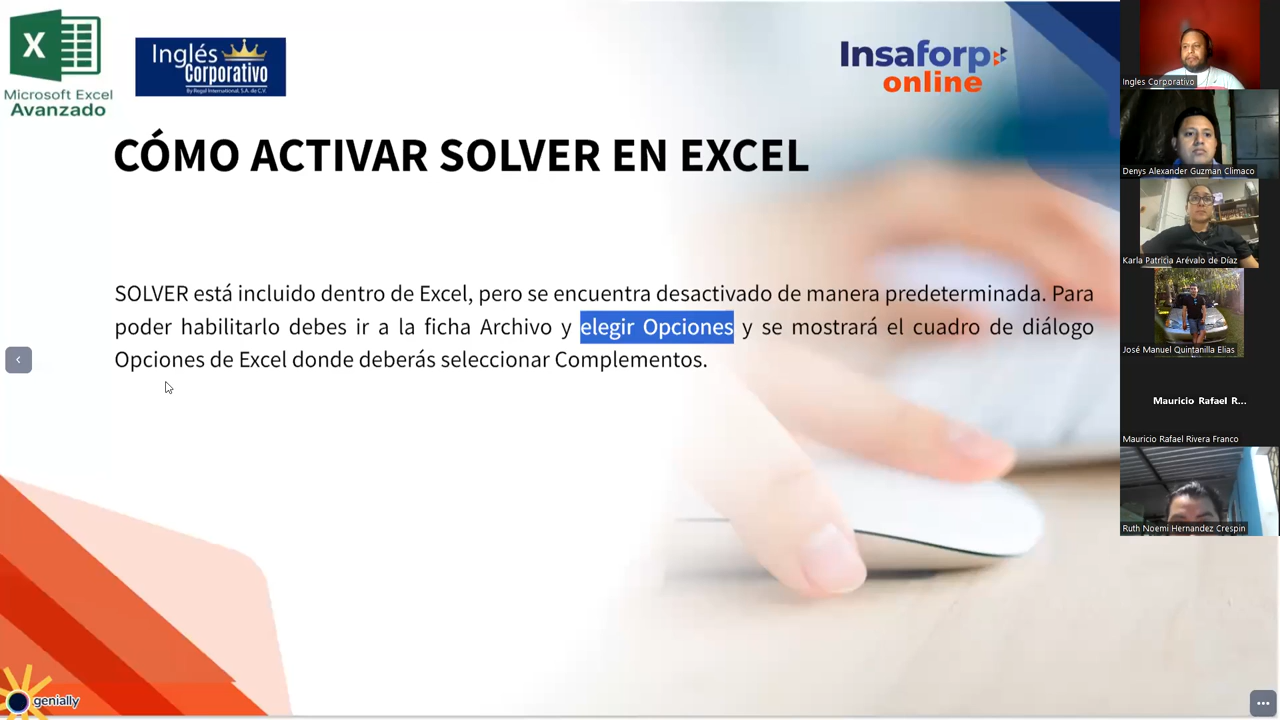 Microsoft Excel
Avanzado
Inglés
Corporativo
By Regal International, S.A. de C.V.
Insaforp
online
CÓMO ACTIVAR SOLVER EN EXCEL
SOLVER está incluido dentro de Excel, pero se encuentra desactivado de manera predeterminada. Para
poder habilitarlo debes ir a la ficha Archivo y elegir Opciones y se mostrará el cuadro de diálogo
Opciones de Excel donde deberás seleccionar Complementos.
genially
Ingles Corporativo
Denys Alexander Guzman Climaco
Karla Patricia Arévalo de Díaz
José Manuel Quintanilla Elias
Mauricio Rafael R...
Mauricio Rafael Rivera Franco
Ruth Noemi Hernandez Crespin